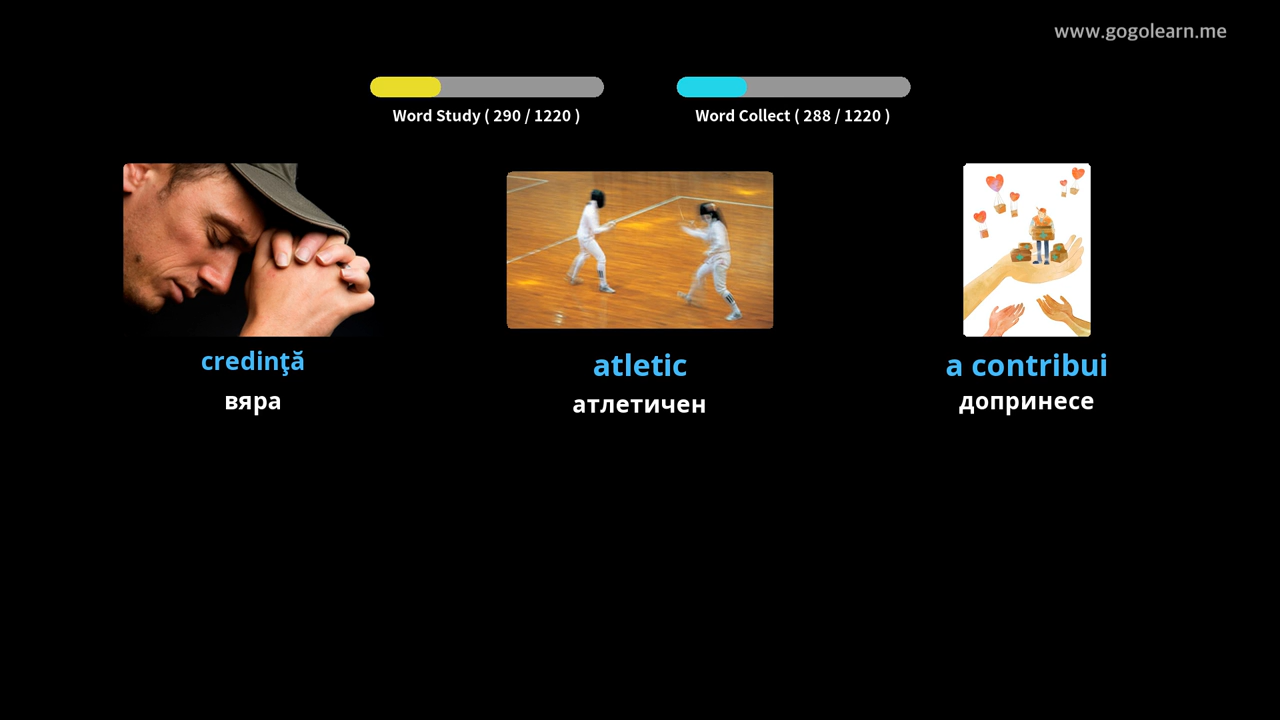 www.gogolearn.me
Word Study ( 290 / 1220 )
Word Collect ( 288 / 1220 )
credinţă
atletic
a contribui
вяра
атлетичен
допринесе